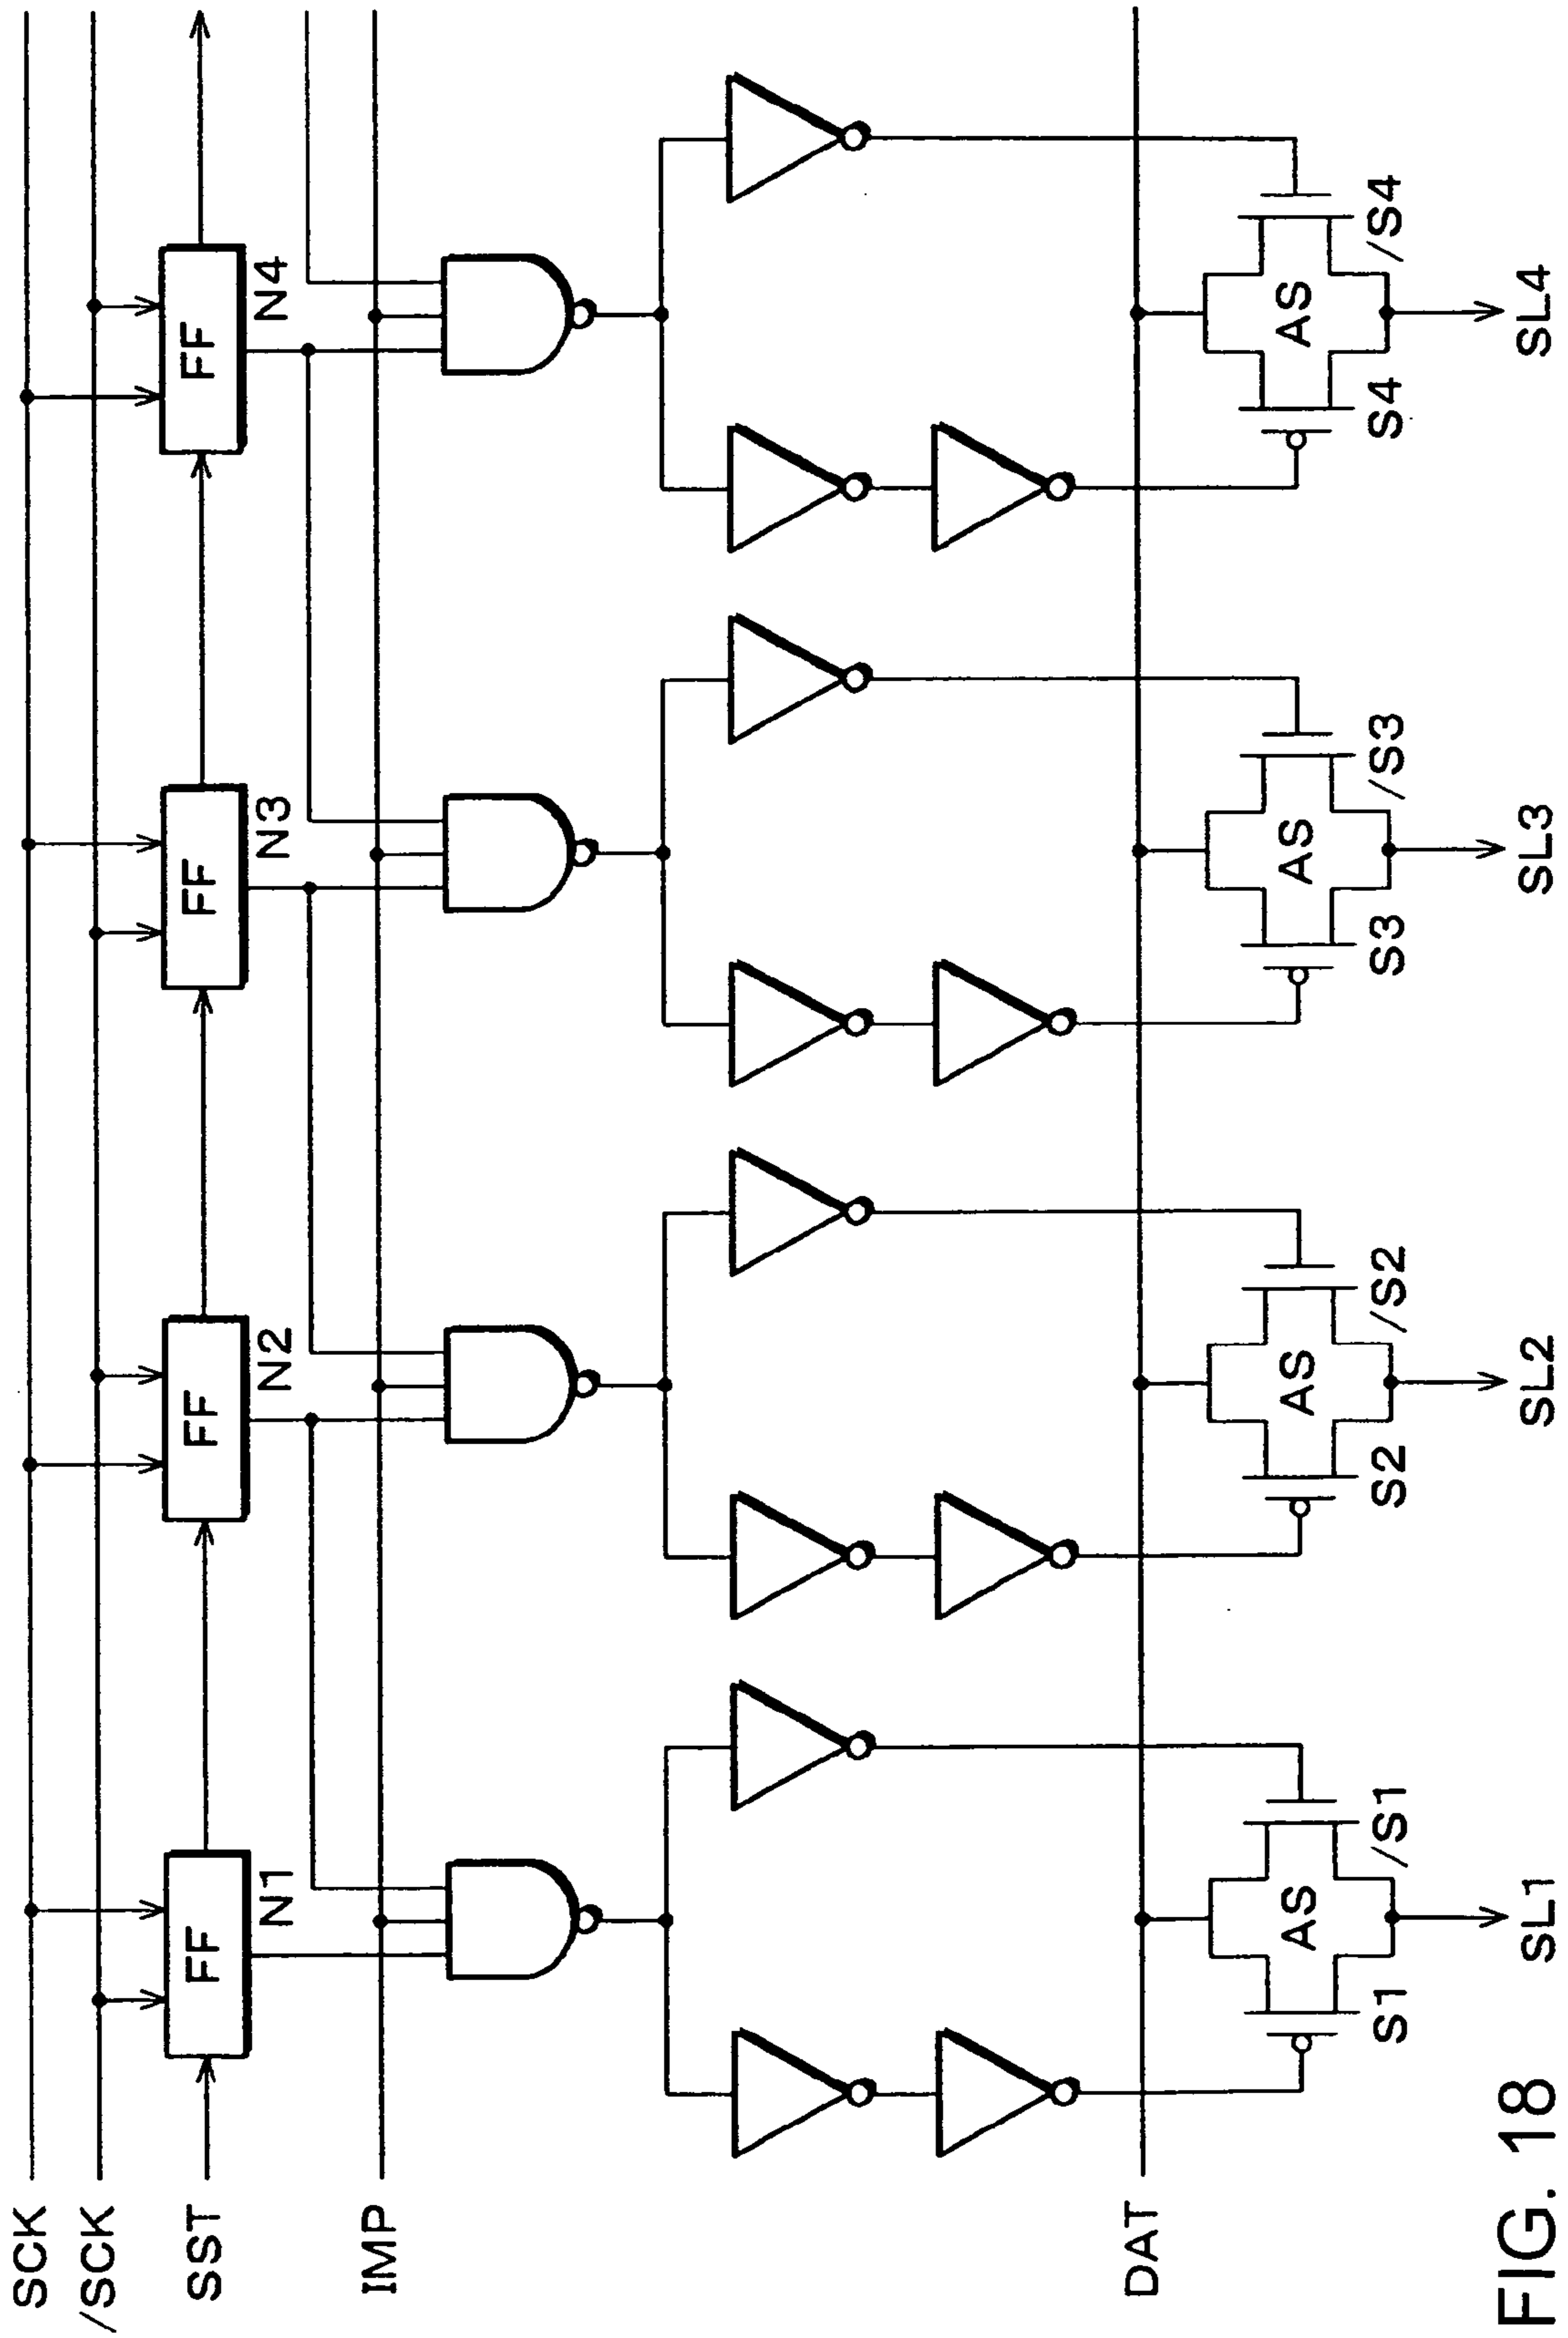 SCK
/SCK
SST
FF
FF
FF
FF
N1
N2
N3
N4
IMP
DAT
AS
AS
AS
AS
S1
/S1
S2
/S2
S3
/S3
S4
/S4
SL1
SL2
SL3
SL4
FIG. 18